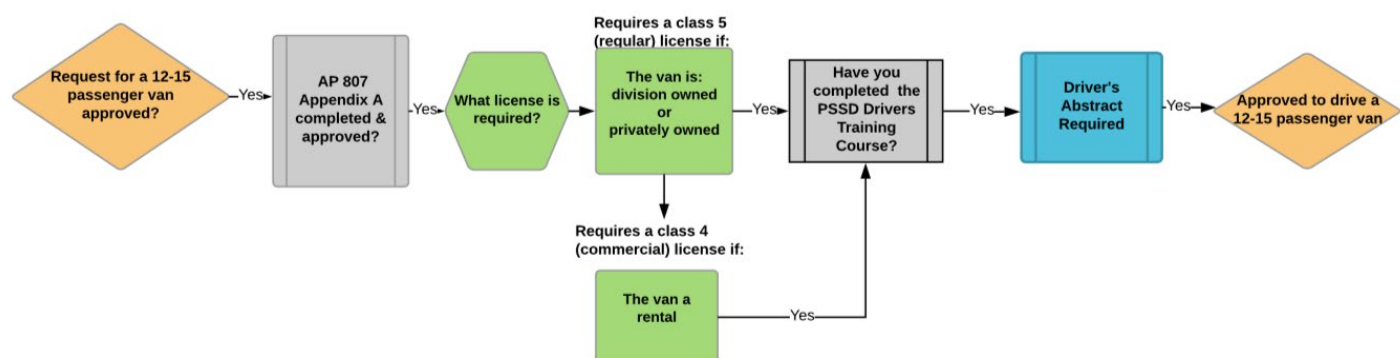 Request for a 12-15
passenger van
approved?
Yes
AP 807
Appendix A
completed &
approved?
Yes
What license is
required?
Requires a class 5
(regular) license if:
The van is:
division owned
or
privately owned
Yes
Requires a class 4
(commercial) license if:
The van a
rental
Yes
Have you
completed the
PSSD Drivers
Training
Course?
Yes
Driver's
Abstract
Required
Yes
Approved to drive a
12-15 passenger van